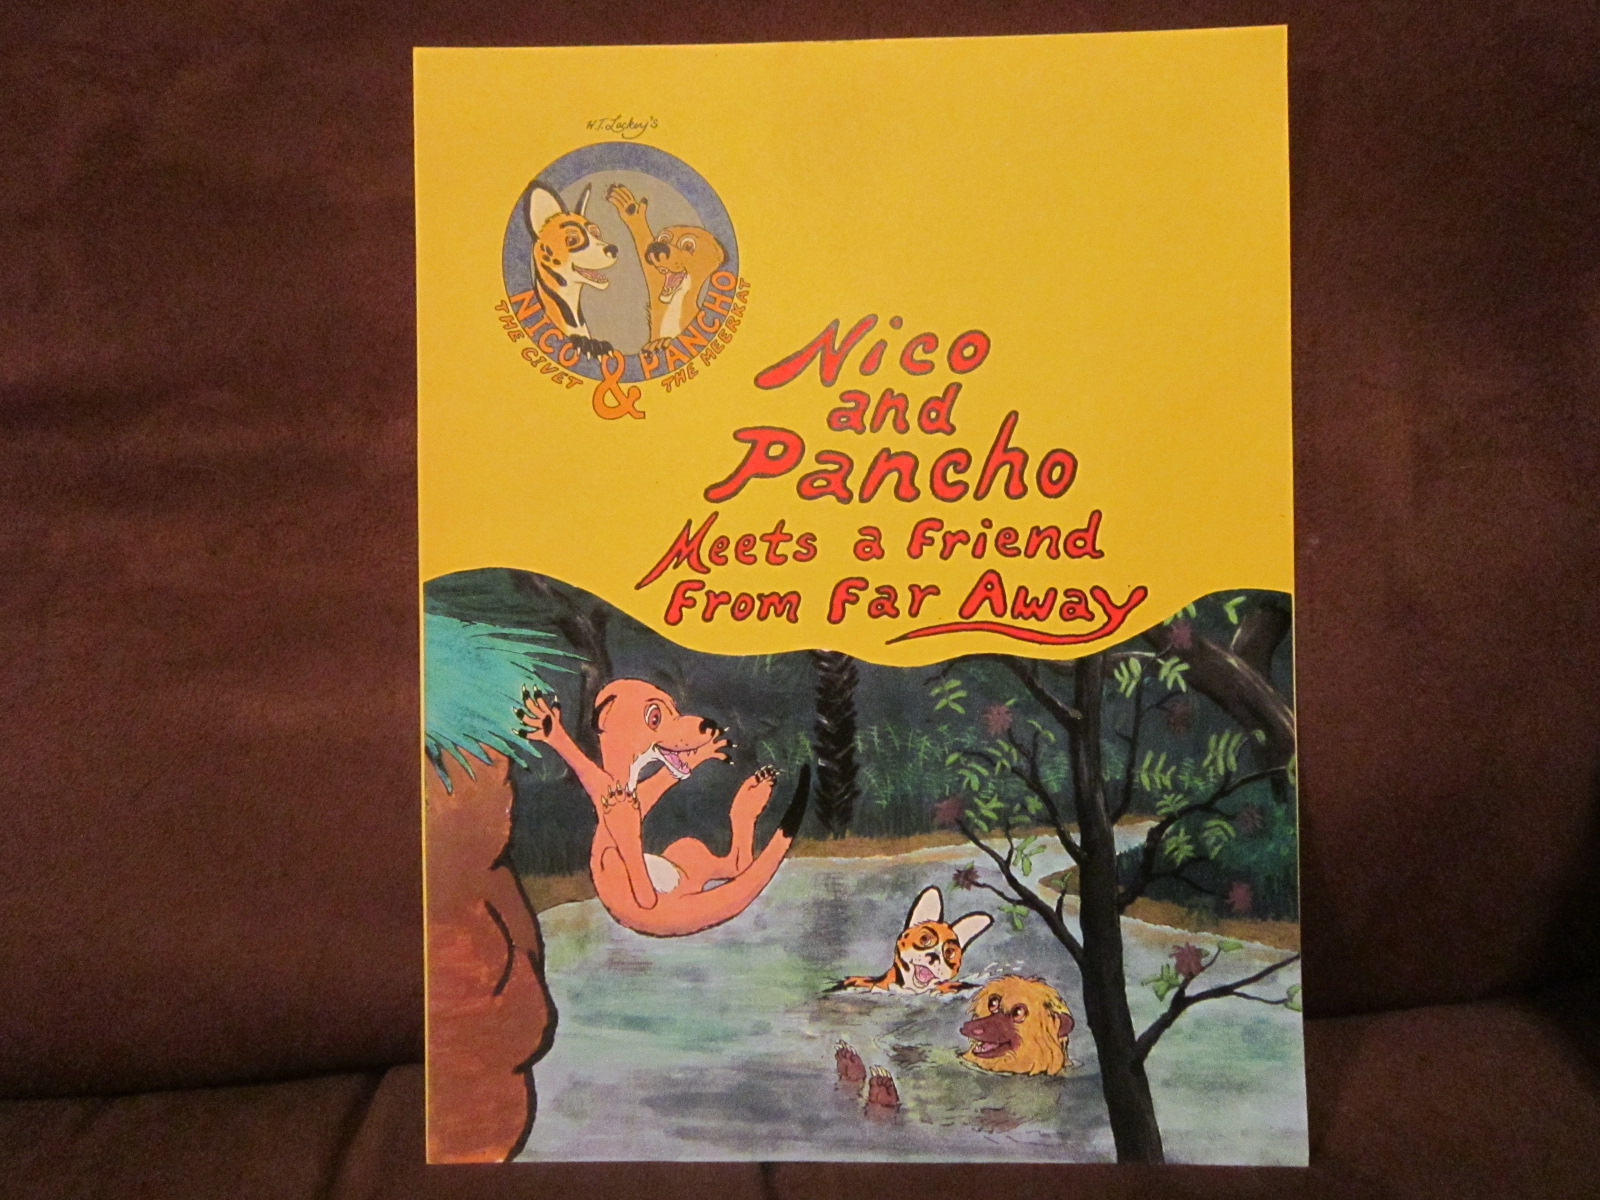 H.T. Lackey's
NICO & PANCHO
THE CIVET
THE MEERKAT
Nico
and
Pancho
Meets a Friend
From Far Away